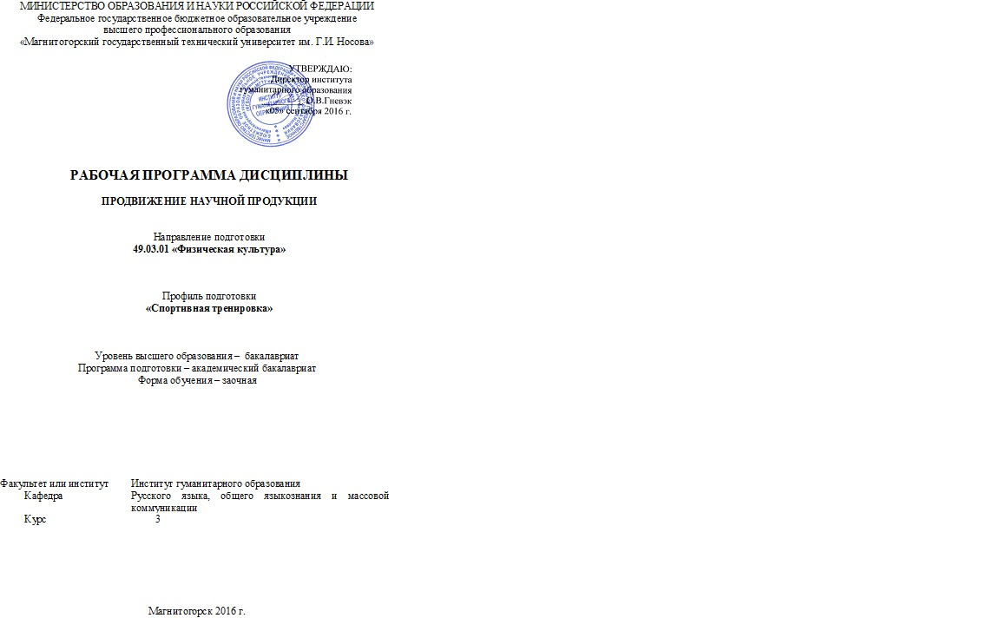 МИНИСТЕРСТВО ОБРАЗОВАНИЯ И НАУКИ РОССИЙСКОЙ ФЕДЕРАЦИИ
Федеральное государственное бюджетное образовательное учреждение
высшего профессионального образования
«Магнитогорский государственный технический университет им. Г.И. Носова»
УТВЕРЖДАЮ:
Директор института
гуманитарного образования
О.В.Гневэк
«05» сентября 2016 г.
ИНСТИТУТ
ГУМАНИТАРНОГО
ОБРАЗОВАНИЯ
РАБОЧАЯ ПРОГРАММА ДИСЦИПЛИНЫ
ПРОДВИЖЕНИЕ НАУЧНОЙ ПРОДУКЦИИ
Направление подготовки
49.03.01 «Физическая культура»
Профиль подготовки
«Спортивная тренировка»
Уровень высшего образования – бакалавриат
Программа подготовки – академический бакалавриат
Форма обучения – заочная
Факультет или институт Институт гуманитарного образования
Кафедра Русского языка, общего языкознания и массовой
коммуникации
Курс 3
Магнитогорск 2016 г.